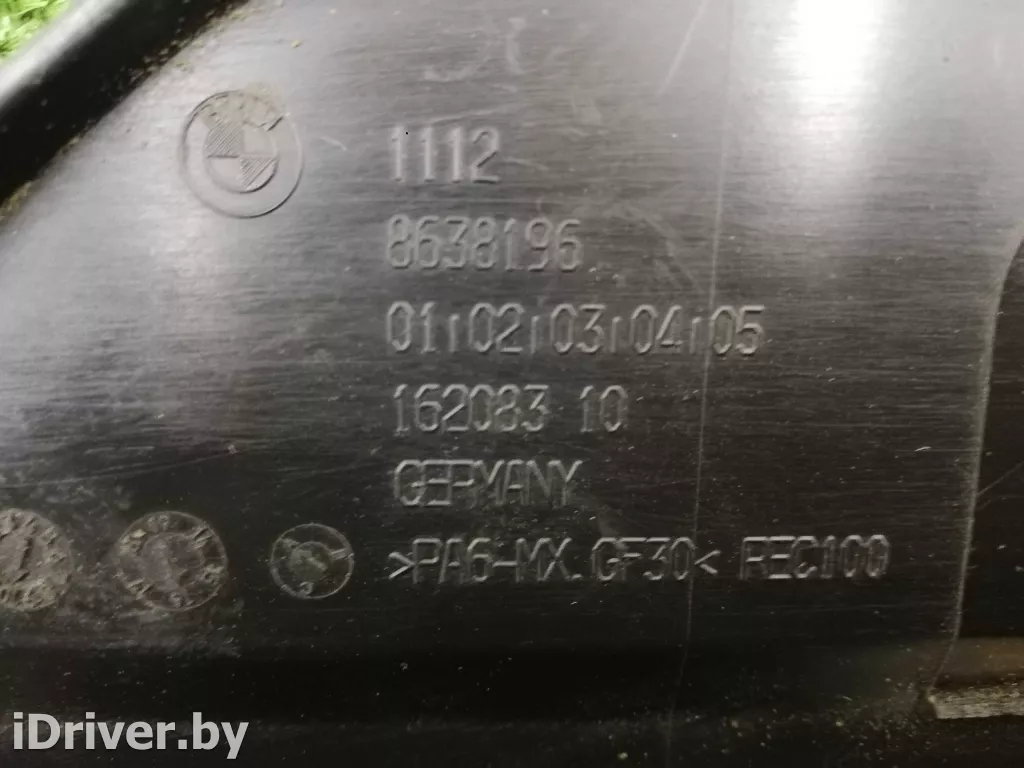 1112
8638196
01 02 03 04 05
162083 10
GERMANY
>PA6-MX.GF30< REC100
iDriver.by